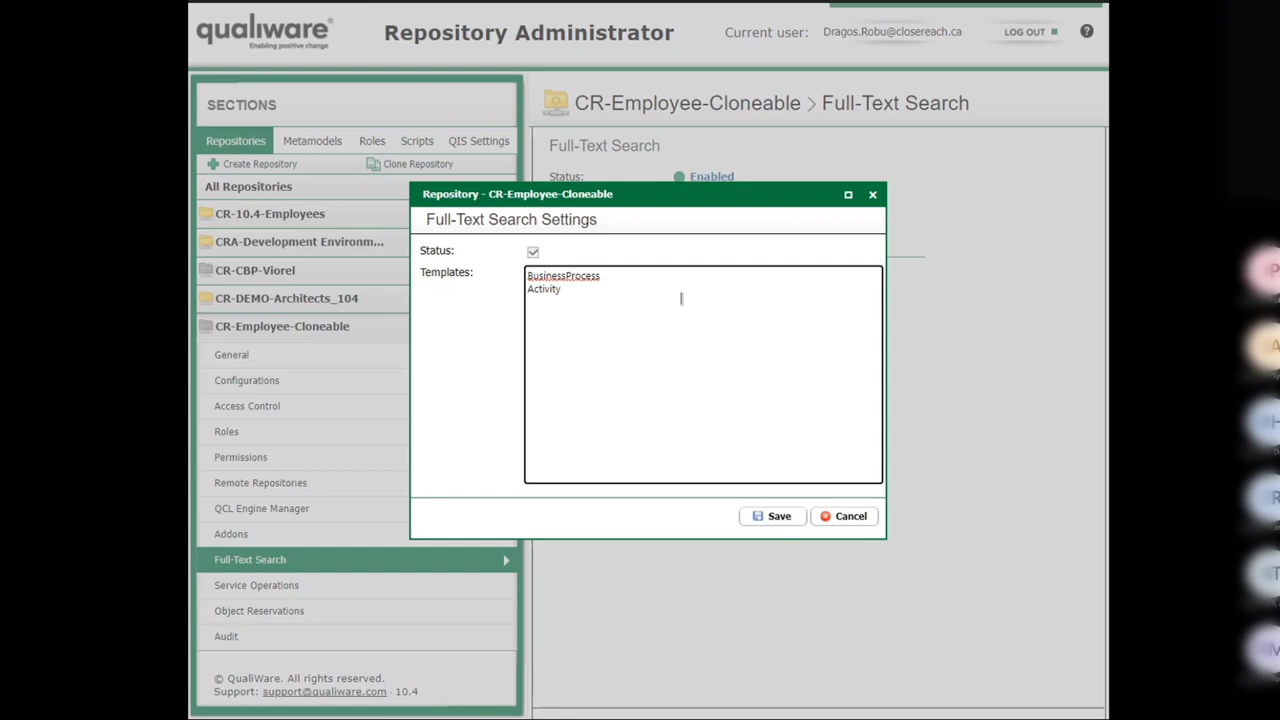 qualiware®
Enabling positive change
Repository Administrator
Current user:
Dragos.Robu@closereach.ca
LOG OUT
?
SECTIONS
Repositories
Metamodels
Roles
Scripts
QIS Settings
Create Repository
Clone Repository
All Repositories
CR-10.4-Employees
CRA-Development Environm...
CR-CBP-Viorel
CR-DEMO-Architects_104
CR-Employee-Cloneable
General
Configurations
Access Control
Roles
Permissions
Remote Repositories
QCL Engine Manager
Addons
Full-Text Search
Service Operations
Object Reservations
Audit
© QualiWare. All rights reserved.
Support: support@qualiware.com · 10.4
CR-Employee-Cloneable > Full-Text Search
Full-Text Search
Status:
Enabled
Repository - CR-Employee-Cloneable
Full-Text Search Settings
Status:
Templates:
BusinessProcess
Activity
Save
Cancel